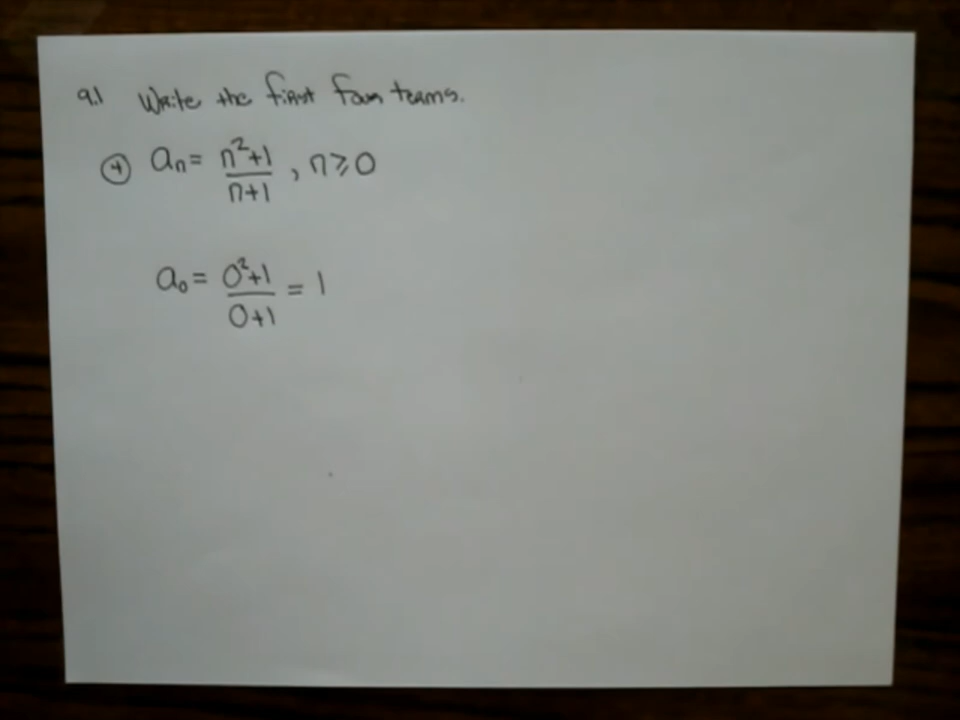 9.1 Write the first four terms.
④ aₙ = (n²+1)/(n+1), n≥0
a₀ = (0²+1)/(0+1) = 1